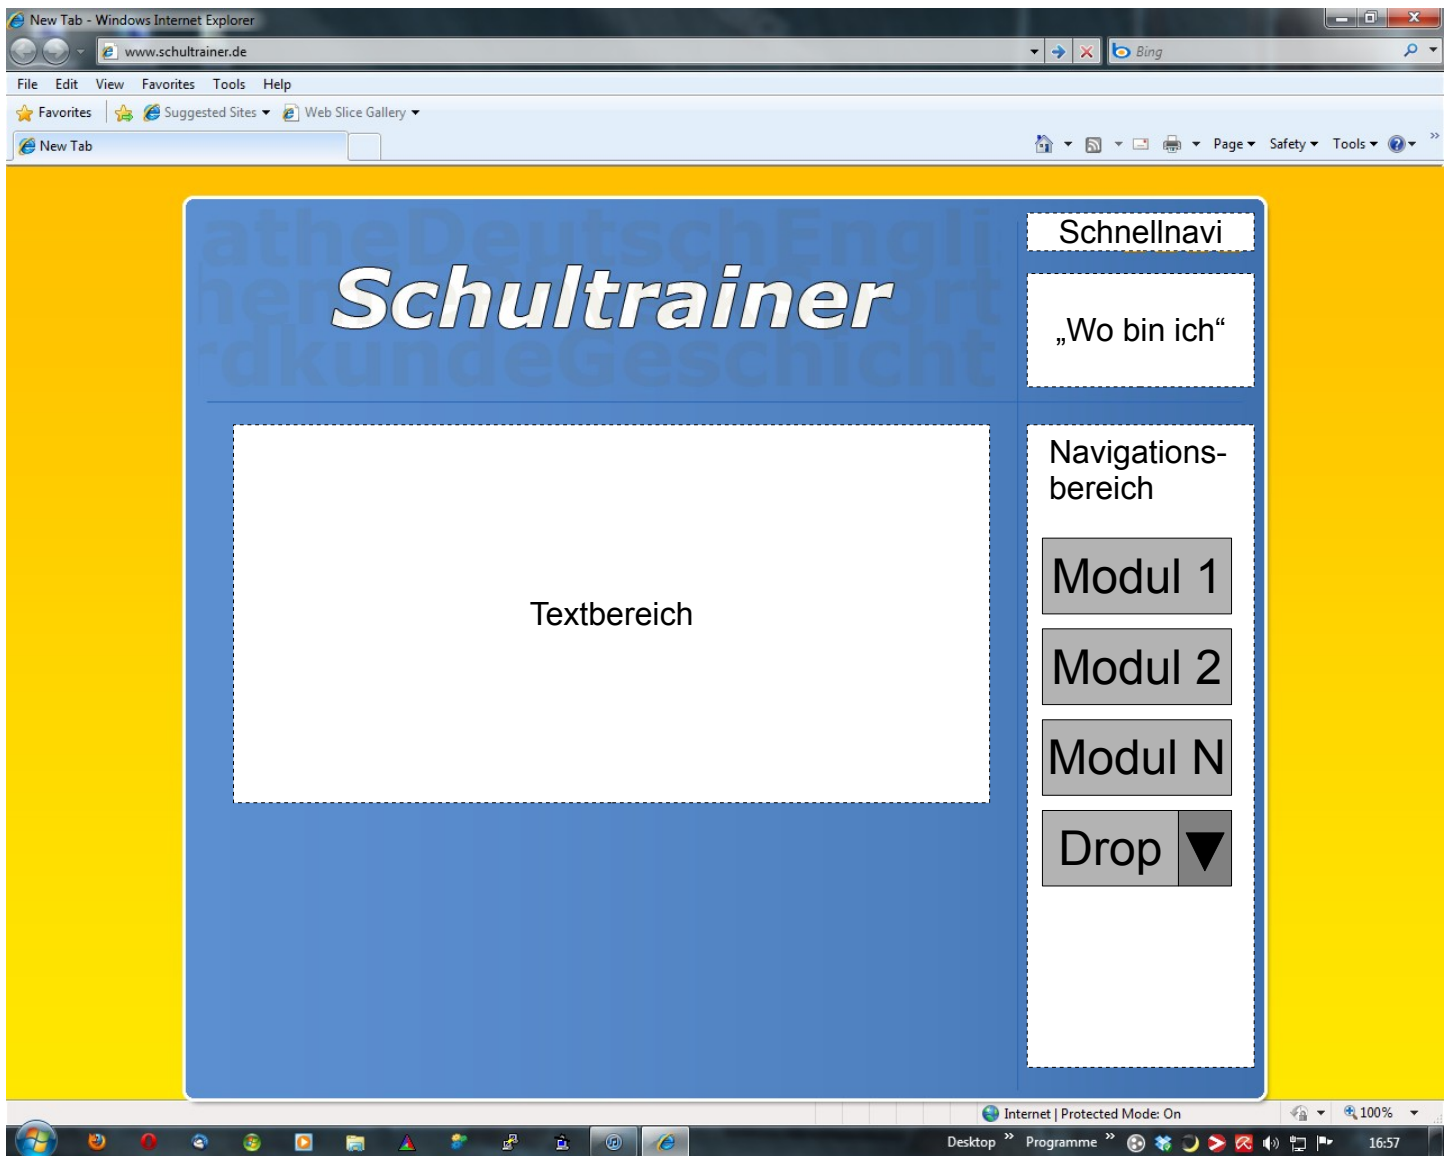 New Tab - Windows Internet Explorer
www.schultrainer.de
Bing
File Edit View Favorites Tools Help
Favorites Suggested Sites Web Slice Gallery
New Tab
Page Safety Tools
atheDeutschEngli
Schultrainer
rdkundeGeschicht
Schnellnavi
„Wo bin ich“
Textbereich
Navigations-
bereich
Modul 1
Modul 2
Modul N
Drop
Internet | Protected Mode: On
100%
Desktop Programme 16:57